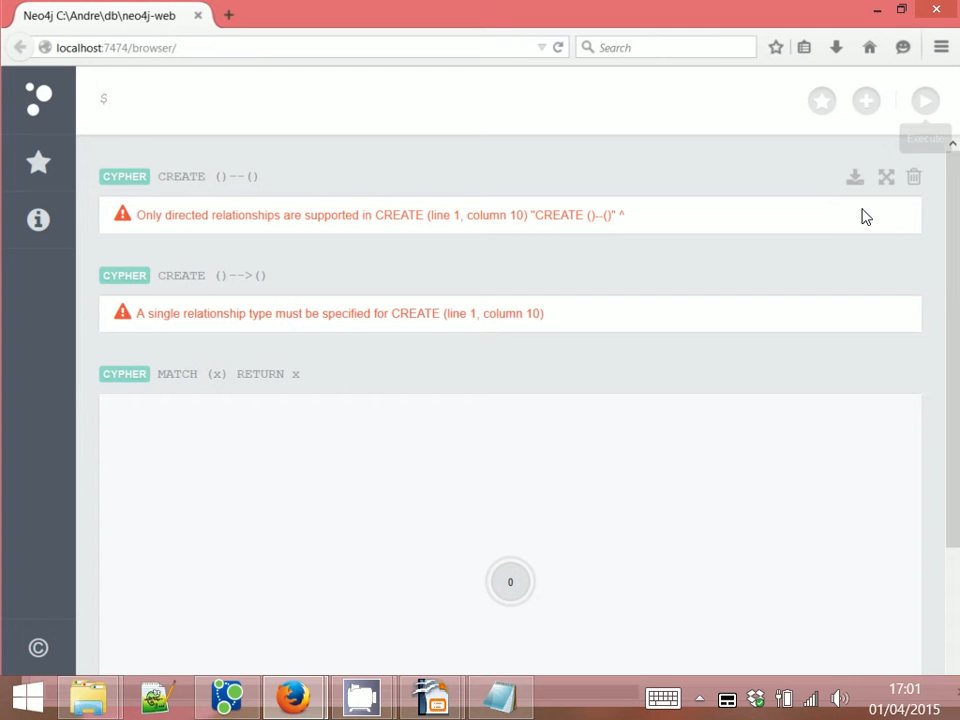 Neo4j C:\Andre\db\neo4j-web
localhost:7474/browser/
Search
$
Execute
CYPHER CREATE ()--()
Only directed relationships are supported in CREATE (line 1, column 10) "CREATE ()--()" ^
CYPHER CREATE ()-->()
A single relationship type must be specified for CREATE (line 1, column 10)
CYPHER MATCH (x) RETURN x
0
17:01
01/04/2015